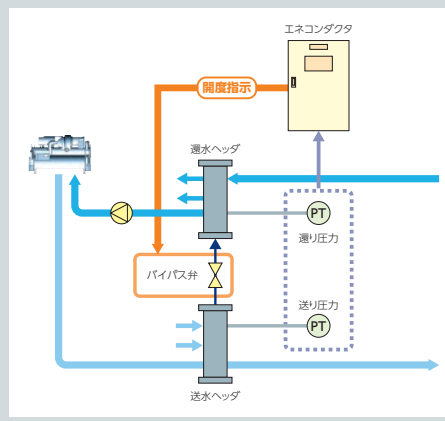 エネコンダクタ
開度指示
還水ヘッダ
PT
還り圧力
バイパス弁
送り圧力
PT
送水ヘッダ